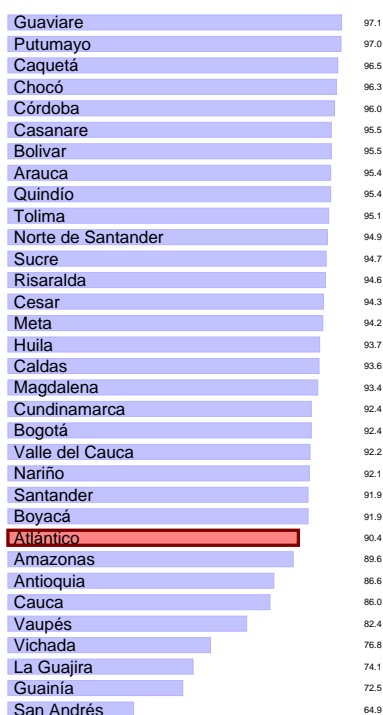 Guaviare 97.1
Putumayo 97.0
Caquetá 96.5
Chocó 96.3
Córdoba 96.0
Casanare 95.5
Bolivar 95.5
Arauca 95.4
Quindío 95.4
Tolima 95.1
Norte de Santander 94.9
Sucre 94.7
Risaralda 94.6
Cesar 94.3
Meta 94.2
Huila 93.7
Caldas 93.6
Magdalena 93.4
Cundinamarca 92.4
Bogotá 92.4
Valle del Cauca 92.2
Nariño 92.1
Santander 91.9
Boyacá 91.9
Atlántico 90.4
Amazonas 89.6
Antioquia 86.6
Cauca 86.0
Vaupés 82.4
Vichada 76.8
La Guajira 74.1
Guainía 72.5
San Andrés 64.9